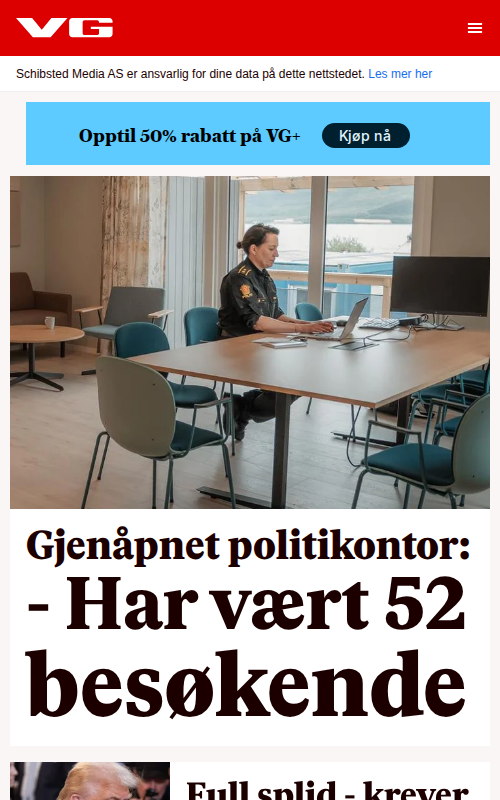 VG
Schibsted Media AS er ansvarlig for dine data på dette nettstedet. Les mer her
Opptil 50% rabatt på VG+ Kjøp nå
Gjenåpnet politikontor:
- Har vært 52
besøkende
Full splid - krever